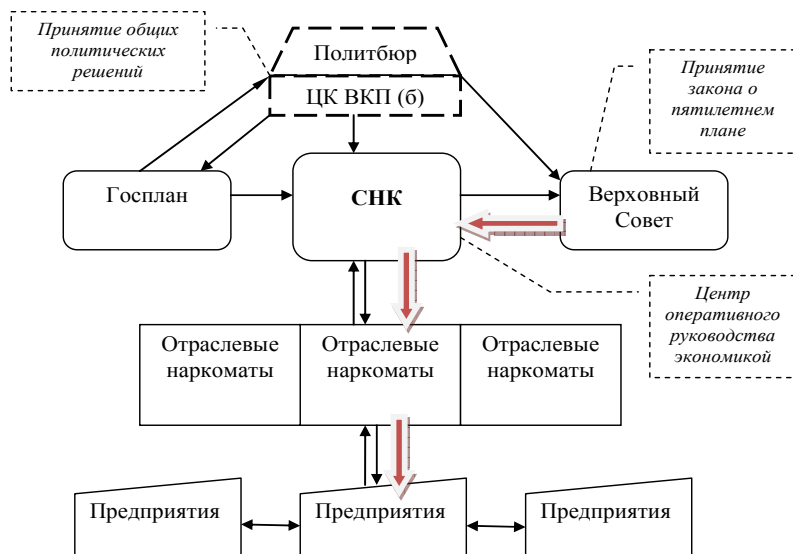 Принятие общих
политических
решений
Политбюр
ЦК ВКП (б)
Принятие
закона о
пятилетнем
плане
Госплан
СНК
Верховный
Совет
Центр
оперативного
руководства
экономикой
Отраслевые
наркоматы
Отраслевые
наркоматы
Отраслевые
наркоматы
Предприятия
Предприятия
Предприятия